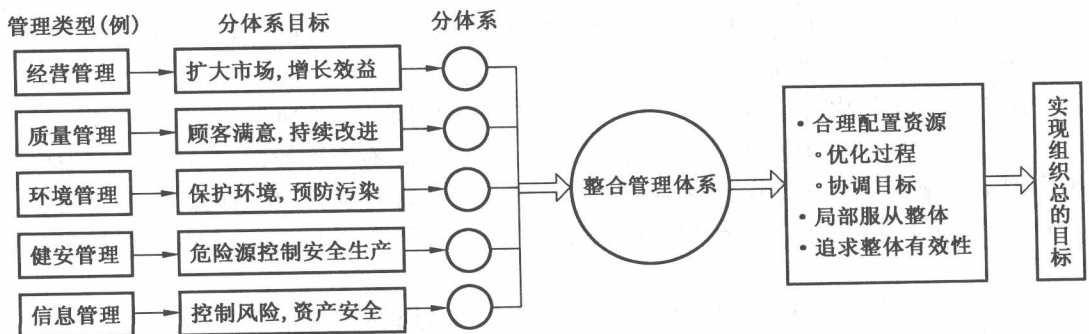 管理类型(例) 分体系目标 分体系
经营管理 扩大市场,增长效益
质量管理 顾客满意,持续改进
环境管理 保护环境,预防污染
健安管理 危险源控制安全生产
信息管理 控制风险,资产安全
整合管理体系
•合理配置资源
◦优化过程
◦协调目标
•局部服从整体
•追求整体有效性
实现组织总的目标